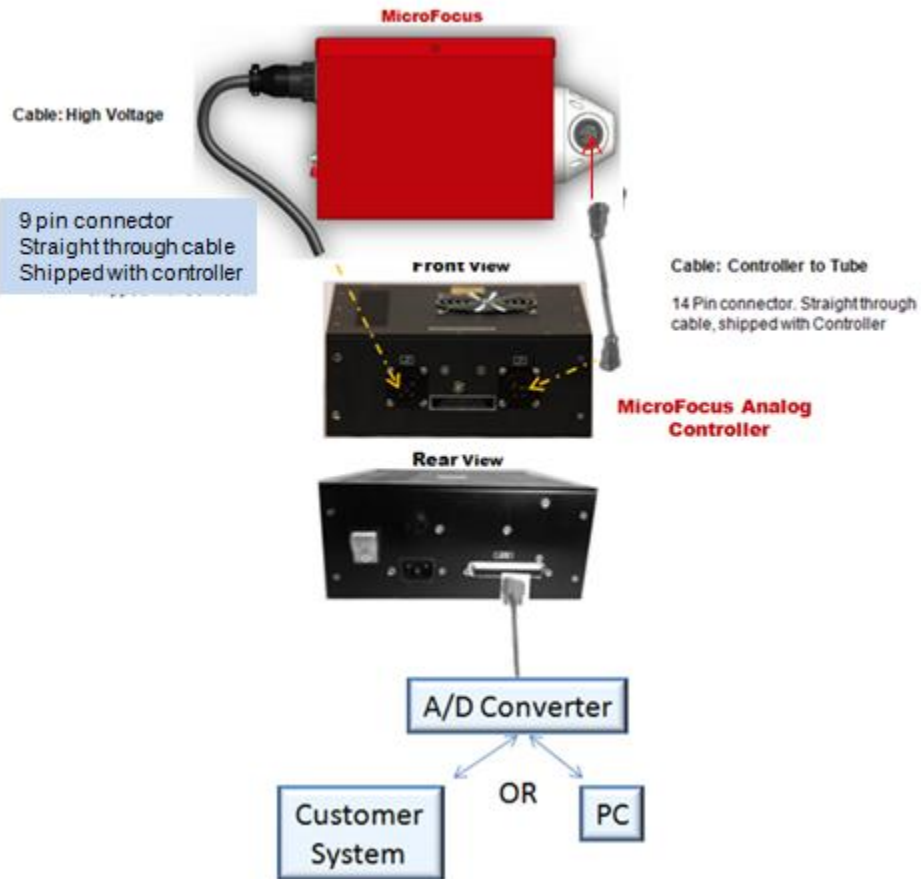 MicroFocus
Cable: High Voltage
9 pin connector
Straight through cable
Shipped with controller
Front View
Cable: Controller to Tube
14 Pin connector. Straight through
cable, shipped with Controller
MicroFocus Analog
Controller
Rear View
A/D Converter
OR
Customer
System
PC